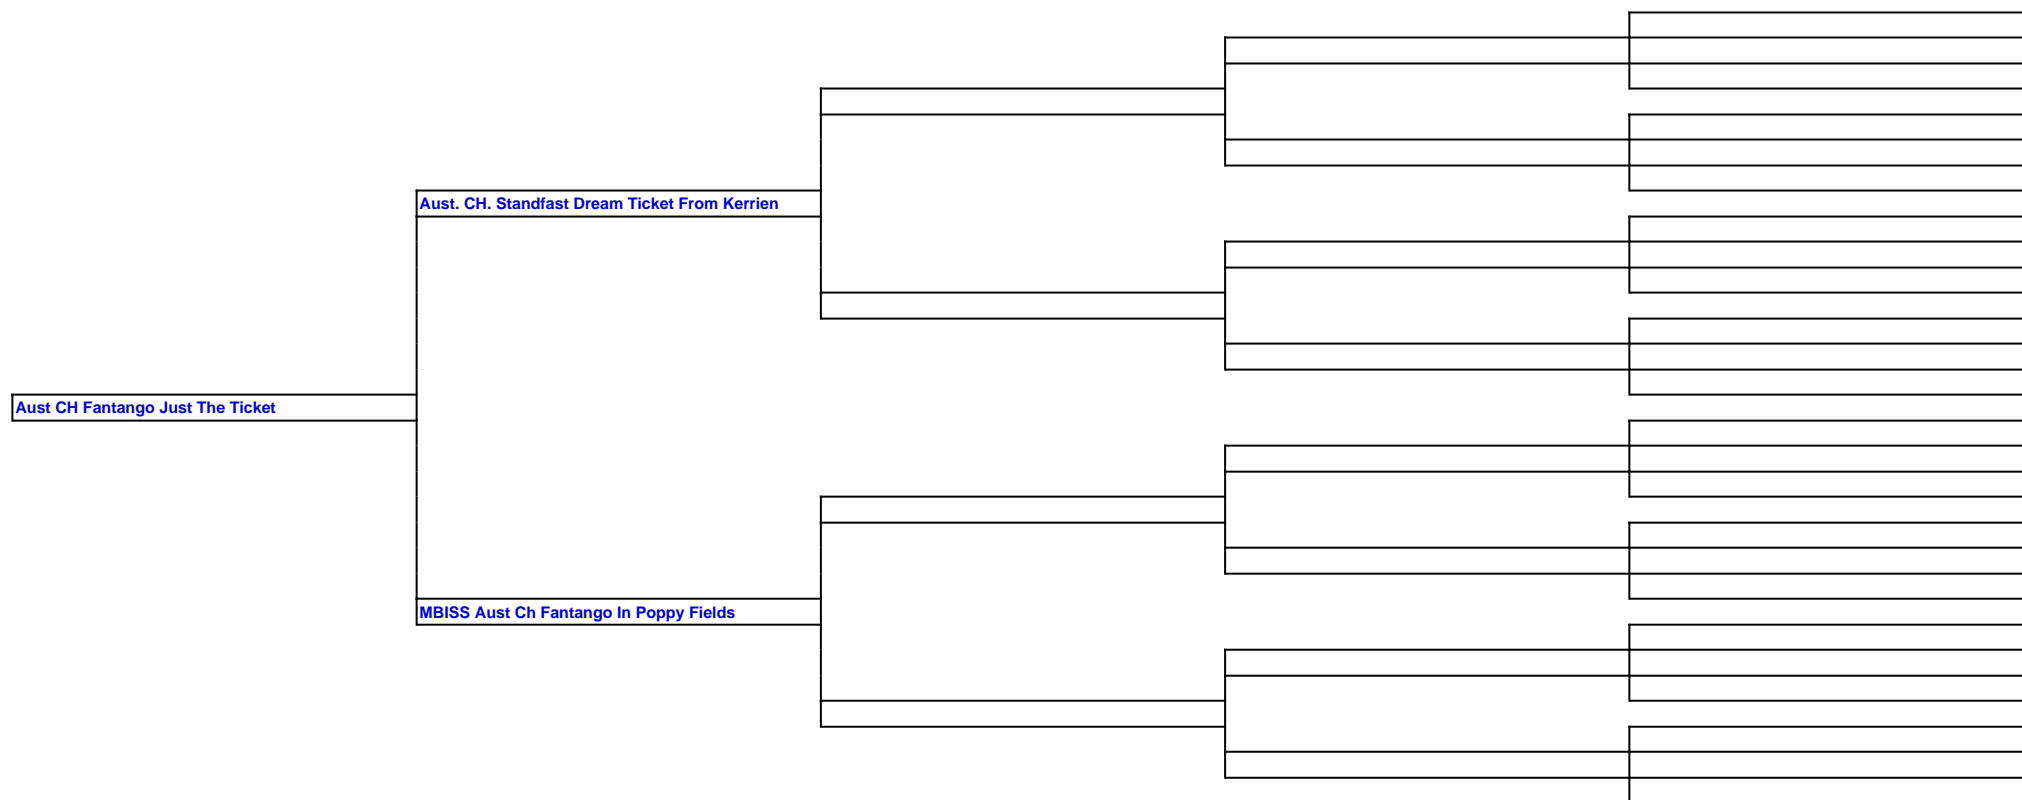 Aust. CH. Standfast Dream Ticket From Kerrien
Aust CH Fantango Just The Ticket
MBISS Aust Ch Fantango In Poppy Fields